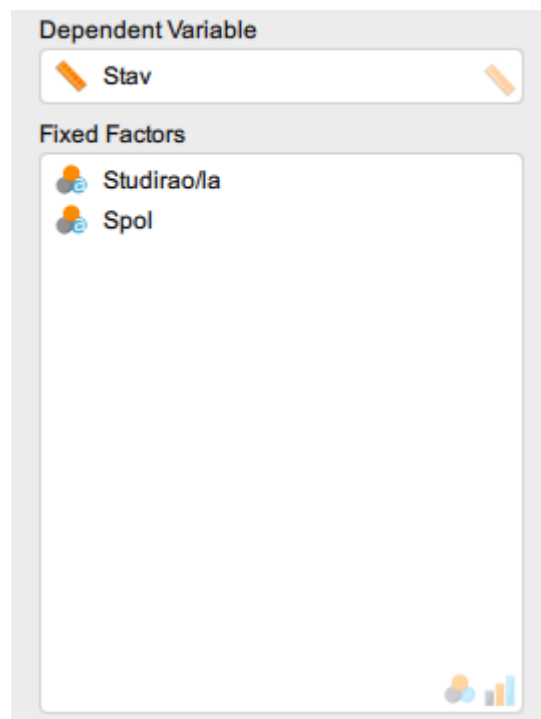 Dependent Variable
Stav
Fixed Factors
Studirao/la
Spol